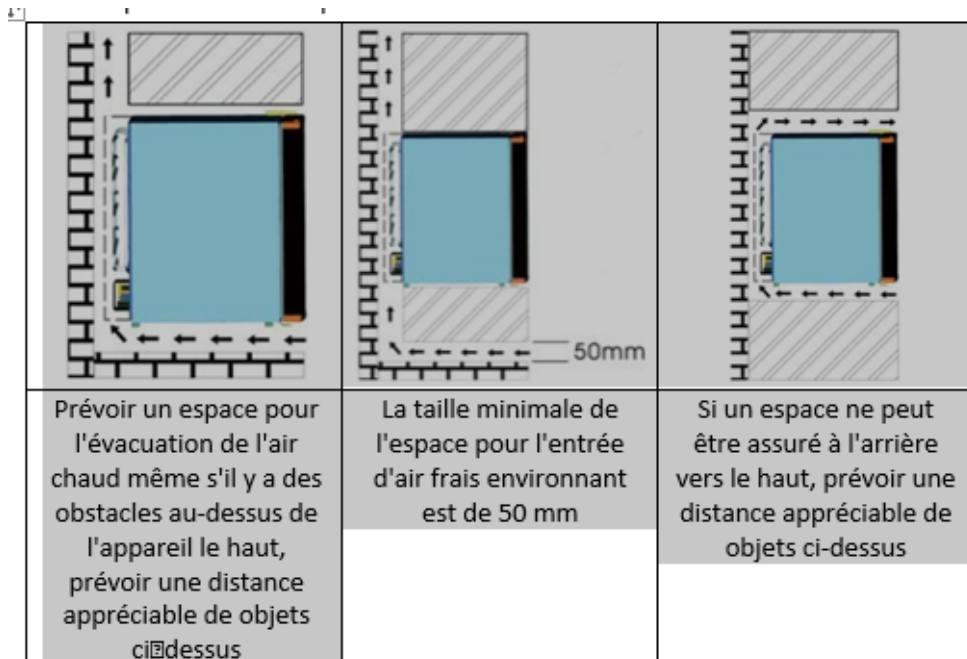 50mm
Prévoir un espace pour
l'évacuation de l'air
chaud même s'il y a des
obstacles au-dessus de
l'appareil le haut,
prévoir une distance
appréciable de objets
ci⍰dessus
La taille minimale de
l'espace pour l'entrée
d'air frais environnant
est de 50 mm
Si un espace ne peut
être assuré à l'arrière
vers le haut, prévoir une
distance appréciable de
objets ci-dessus